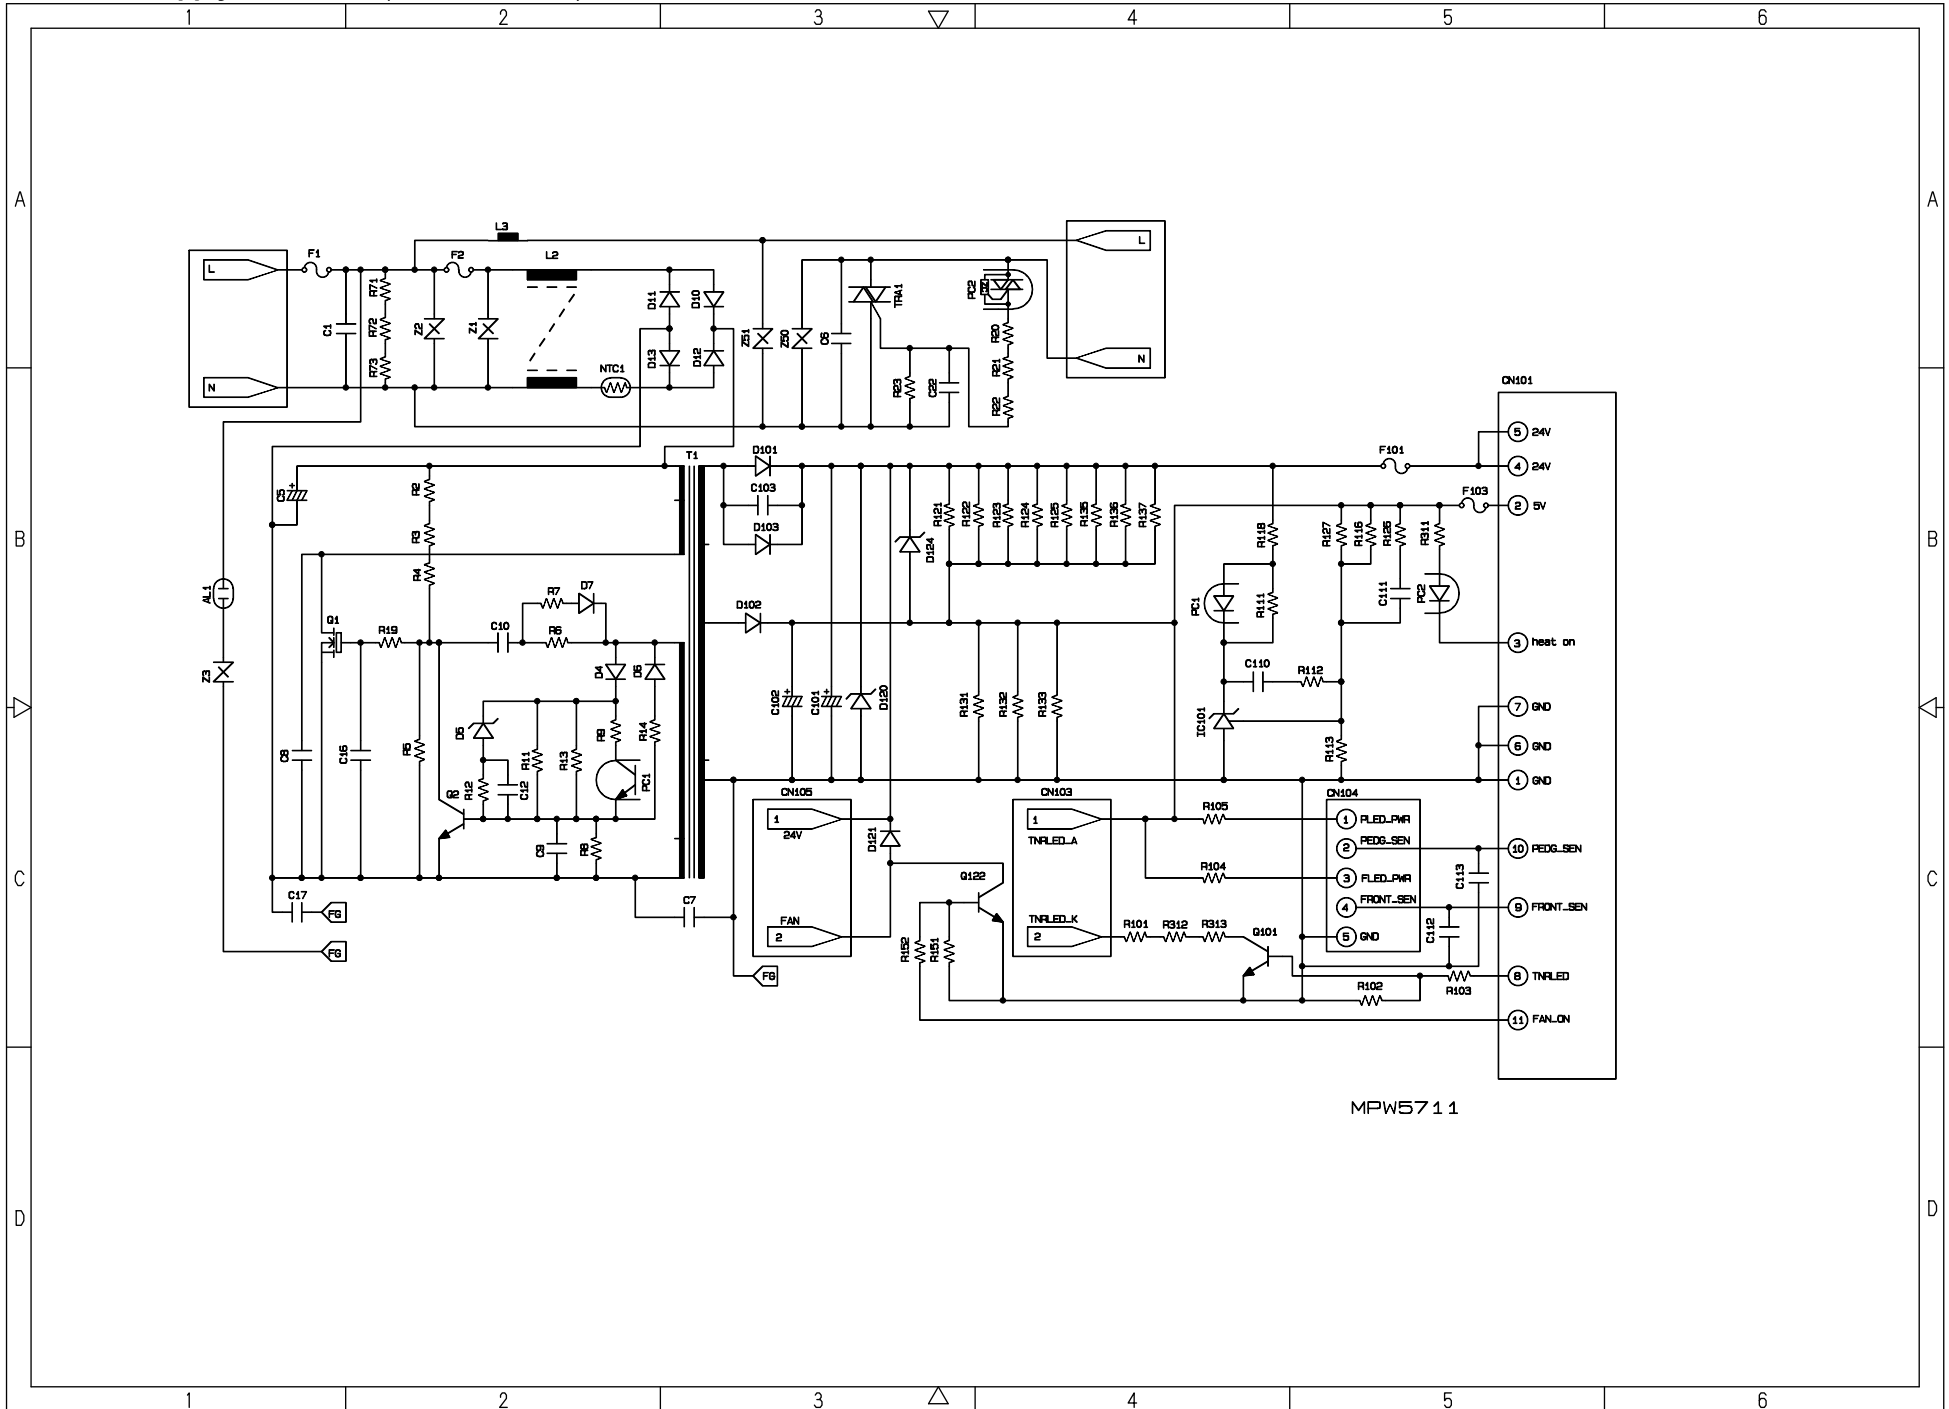 1 2 3 4 5 6
A A
L3
F1 F2 L2
L L
R71 D11 D10 PC2 TRA1
C1 R72 Z2 Z1 Z51 Z50 C6 R20
D13 D12 R21 N
R73 NTC1 R23 C22 R22
N
CN101
5 24V
T1 D101 F101
4 24V
C5 R2 C103 F103
2 5V
R121 R122 R123 R124 R125 R135 R136 R137 R118 R127 R116 R126 R311
B R3 D103 D124 B
R4
AL1 R7 D7 D102 PC1 R111 C111 PC2
Q1 R19 C10 R6
3 heat on
Z3 D4 D6 C110 R112
C102 C101 D120 R131 R132 R133
7 GND
D5 R9 R14 IC101
C8 C16 R5 R11 R13 R113
6 GND
R12 C12 PC1
1 GND
Q2 CN105 CN103 CN104
1 24V 1 TNRLED_A R105 1 PLED_PWR
D121
C9 R8 2 PEDG_SEN 10 PEDG_SEN
C R104 3 FLED_PWR C113 C
Q122
C17 FG C7 4 FRONT_SEN 9 FRONT_SEN
FAN TNRLED_K C112
2 2 R101 R312 R313 Q101 5 GND
FG R152 R151
FG 8 TNRLED
R102 R103
11 FAN_ON
MPW5711
D D
1 2 3 4 5 6